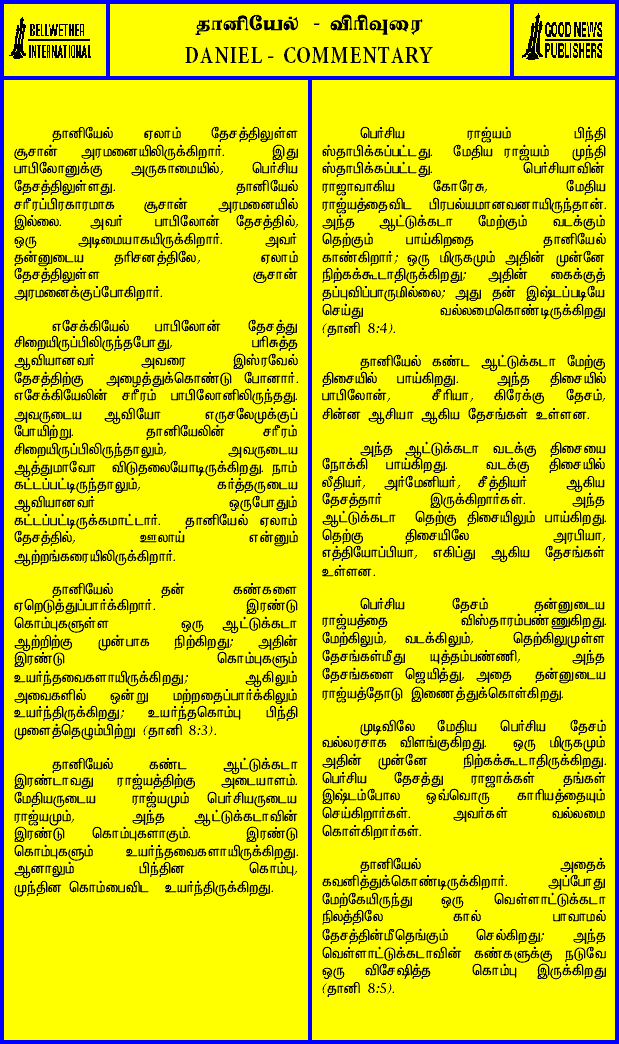 BELLWETHER
INTERNATIONAL
தானியேல் - விரிவுரை
DANIEL - COMMENTARY
GOOD NEWS
PUBLISHERS
தானியேல் ஏலாம் தேசத்திலுள்ள
சூசான் அரமனையிலிருக்கிறார். இது
பாபிலோனுக்கு அருகாமையில், பெர்சிய
தேசத்திலுள்ளது. தானியேல்
சரீரப்பிரகாரமாக சூசான் அரமனையில்
இல்லை. அவர் பாபிலோன் தேசத்தில்,
ஒரு அடிமையாகயிருக்கிறார். அவர்
தன்னுடைய தரிசனத்திலே, ஏலாம்
தேசத்திலுள்ள சூசான்
அரமனைக்குப்போகிறார்.
எசேக்கியேல் பாபிலோன் தேசத்து
சிறையிருப்பிலிருந்தபோது, பரிசுத்த
ஆவியானவர் அவரை இஸ்ரவேல்
தேசத்திற்கு அழைத்துக்கொண்டு போனார்.
எசேக்கியேலின் சரீரம் பாபிலோனிலிருந்தது.
அவருடைய ஆவியோ எருசலேமுக்குப்
போயிற்று. தானியேலின் சரீரம்
சிறையிருப்பிலிருந்தாலும், அவருடைய
ஆத்துமாவோ விடுதலையோடிருக்கிறது. நாம்
கட்டப்பட்டிருந்தாலும், கர்த்தருடைய
ஆவியானவர் ஒருபோதும்
கட்டப்பட்டிருக்கமாட்டார். தானியேல் ஏலாம்
தேசத்தில், ஊலாய் என்னும்
ஆற்றங்கரையிலிருக்கிறார்.
தானியேல் தன் கண்களை
ஏறெடுத்துப்பார்க்கிறார். இரண்டு
கொம்புகளுள்ள ஒரு ஆட்டுக்கடா
ஆற்றிற்கு முன்பாக நிற்கிறது; அதின்
இரண்டு கொம்புகளும்
உயர்ந்தவைகளாயிருக்கிறது; ஆகிலும்
அவைகளில் ஒன்று மற்றதைப்பார்க்கிலும்
உயர்ந்திருக்கிறது; உயர்ந்தகொம்பு பிந்தி
முளைத்தெழும்பிற்று (தானி 8:3).
தானியேல் கண்ட ஆட்டுக்கடா
இரண்டாவது ராஜ்யத்திற்கு அடையாளம்.
மேதியருடைய ராஜ்யமும் பெர்சியருடைய
ராஜ்யமும், அந்த ஆட்டுக்கடாவின்
இரண்டு கொம்புகளாகும். இரண்டு
கொம்புகளும் உயர்ந்தவைகளாயிருக்கிறது.
ஆனாலும் பிந்தின கொம்பு,
முந்தின கொம்பைவிட உயர்ந்திருக்கிறது.
பெர்சிய ராஜ்யம் பிந்தி
ஸ்தாபிக்கப்பட்டது. மேதிய ராஜ்யம் முந்தி
ஸ்தாபிக்கப்பட்டது. பெர்சியாவின்
ராஜாவாகிய கோரேசு, மேதிய
ராஜ்யத்தைவிட பிரபல்யமானவனாயிருந்தான்.
அந்த ஆட்டுக்கடா மேற்கும் வடக்கும்
தெற்கும் பாய்கிறதை தானியேல்
காண்கிறார்; ஒரு மிருகமும் அதின் முன்னே
நிற்கக்கூடாதிருக்கிறது; அதின் கைக்குத்
தப்புவிப்பாருமில்லை; அது தன் இஷ்டப்படியே
செய்து வல்லமைகொண்டிருக்கிறது
(தானி 8:4).
தானியேல் கண்ட ஆட்டுக்கடா மேற்கு
திசையில் பாய்கிறது. அந்த திசையில்
பாபிலோன், சீரியா, கிரேக்கு தேசம்,
சின்ன ஆசியா ஆகிய தேசங்கள் உள்ளன.
அந்த ஆட்டுக்கடா வடக்கு திசையை
நோக்கி பாய்கிறது. வடக்கு திசையில்
லீதியர், அர்மேனியர், சீத்தியர் ஆகிய
தேசத்தார் இருக்கிறார்கள். அந்த
ஆட்டுக்கடா தெற்கு திசையிலும் பாய்கிறது.
தெற்கு திசையிலே அரபியா,
எத்தியோப்பியா, எகிப்து ஆகிய தேசங்கள்
உள்ளன.
பெர்சிய தேசம் தன்னுடைய
ராஜ்யத்தை விஸ்தாரம்பண்ணுகிறது.
மேற்கிலும், வடக்கிலும், தெற்கிலுமுள்ள
தேசங்கள்மீது யுத்தம்பண்ணி, அந்த
தேசங்களை ஜெயித்து, அதை தன்னுடைய
ராஜ்யத்தோடு இணைத்துக்கொள்கிறது.
முடிவிலே மேதிய பெர்சிய தேசம்
வல்லரசாக விளங்குகிறது. ஒரு மிருகமும்
அதின் முன்னே நிற்கக்கூடாதிருக்கிறது.
பெர்சிய தேசத்து ராஜாக்கள் தங்கள்
இஷ்டம்போல ஒவ்வொரு காரியத்தையும்
செய்கிறார்கள். அவர்கள் வல்லமை
கொள்கிறார்கள்.
தானியேல் அதைக்
கவனித்துக்கொண்டிருக்கிறார். அப்போது
மேற்கேயிருந்து ஒரு வெள்ளாட்டுக்கடா
நிலத்திலே கால் பாவாமல்
தேசத்தின்மீதெங்கும் செல்கிறது; அந்த
வெள்ளாட்டுக்கடாவின் கண்களுக்கு நடுவே
ஒரு விசேஷித்த கொம்பு இருக்கிறது
(தானி 8:5).